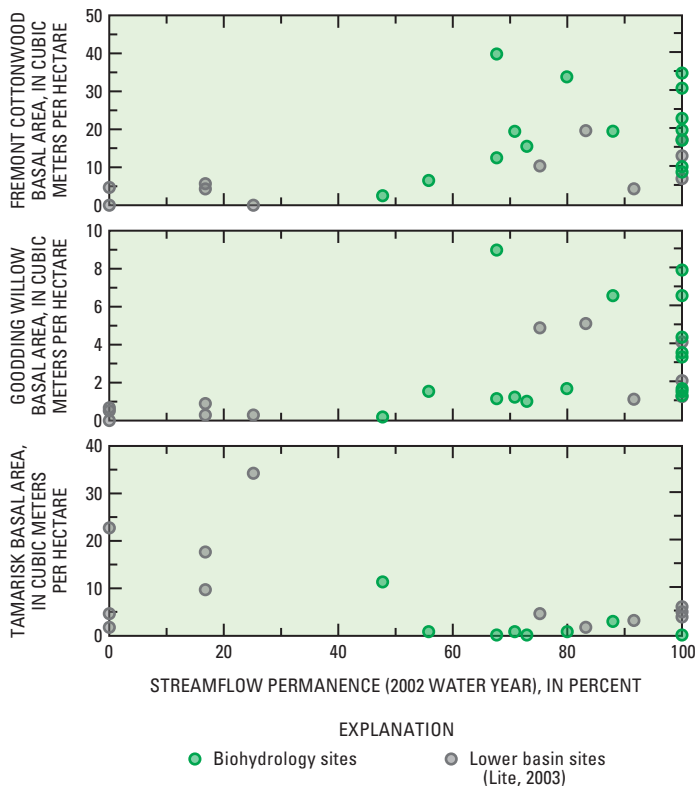 FREMONT COTTONWOOD
BASAL AREA, IN CUBIC
METERS PER HECTARE
50
40
30
20
10
0
GOODDING WILLOW
BASAL AREA, IN CUBIC
METERS PER HECTARE
10
8
6
4
2
0
TAMARISK BASAL AREA,
IN CUBIC METERS
PER HECTARE
40
30
20
10
0
0 20 40 60 80 100
STREAMFLOW PERMANENCE (2002 WATER YEAR), IN PERCENT
EXPLANATION
Biohydrology sites
Lower basin sites
(Lite, 2003)